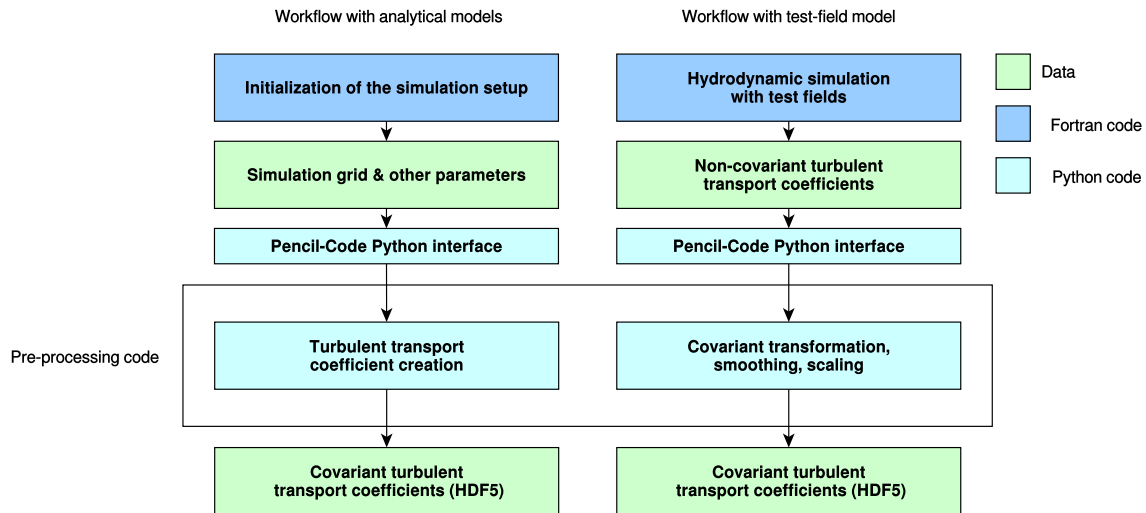 Workflow with analytical models
Workflow with test-field model
Initialization of the simulation setup
Hydrodynamic simulation
with test fields
Data
Fortran code
Python code
Simulation grid & other parameters
Non-covariant turbulent
transport coefficients
Pencil-Code Python interface
Pencil-Code Python interface
Pre-processing code
Turbulent transport
coefficient creation
Covariant transformation,
smoothing, scaling
Covariant turbulent
transport coefficients (HDF5)
Covariant turbulent
transport coefficients (HDF5)